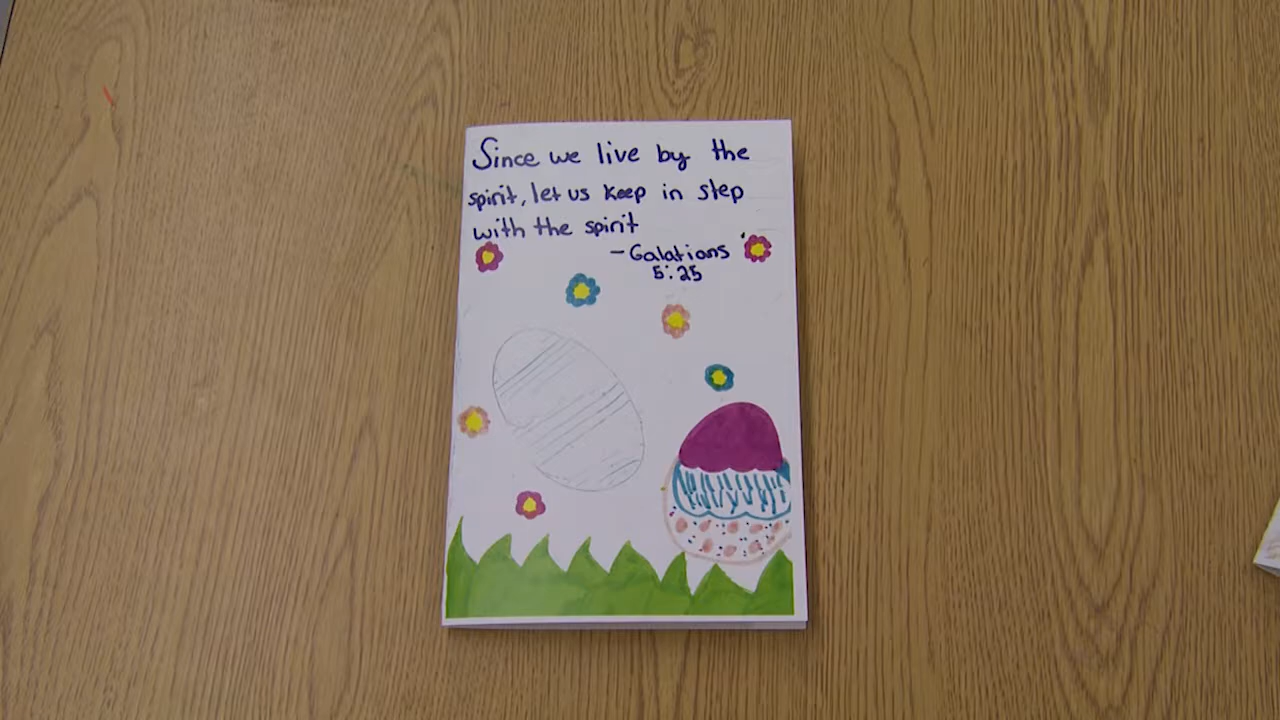 Since we live by the
spirit, let us keep in step
with the spirit
- Galatians
5:25